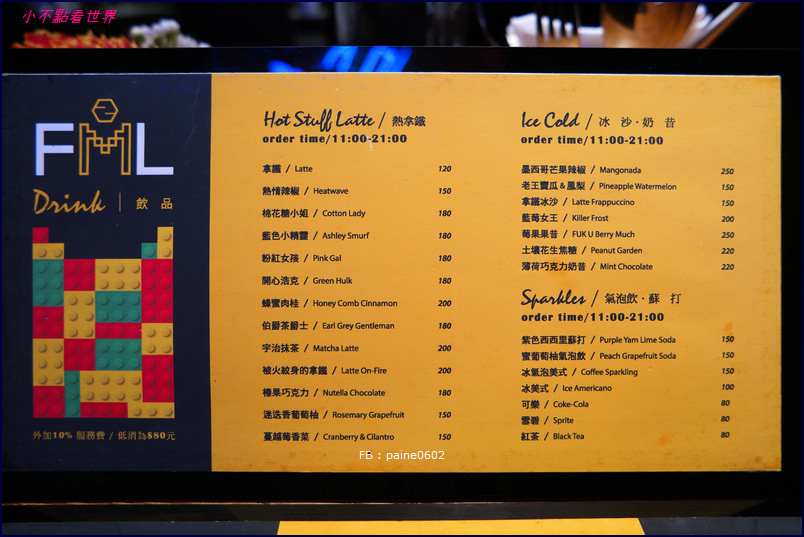 小不點看世界
FML
Drink | 飲 品
外加10% 服務費 / 低消為$80元
Hot Stuff Latte / 熱拿鐵
order time/11:00-21:00
拿鐵 / Latte 120
熱情辣椒 / Heatwave 150
棉花糖小姐 / Cotton Lady 180
藍色小精靈 / Ashley Smurf 180
粉紅女孩 / Pink Gal 180
開心浩克 / Green Hulk 180
蜂蜜肉桂 / Honey Comb Cinnamon 200
伯爵茶爵士 / Earl Grey Gentleman 180
宇治抹茶 / Matcha Latte 200
被火紋身的拿鐵 / Latte On-Fire 200
榛果巧克力 / Nutella Chocolate 180
迷迭香葡萄柚 / Rosemary Grapefruit 150
蔓越莓香菜 / Cranberry & Cilantro 150
Ice Cold / 冰 沙·奶 昔
order time/11:00-21:00
墨西哥芒果辣椒 / Mangonada 250
老王賣瓜 & 鳳梨 / Pineapple Watermelon 150
拿鐵冰沙 / Latte Frappuccino 150
藍莓女王 / Killer Frost 200
莓果果昔 / FUK U Berry Much 250
土壤花生焦糖 / Peanut Garden 220
薄荷巧克力奶昔 / Mint Chocolate 220
Sparkles / 氣泡飲·蘇 打
order time/11:00-21:00
紫色西西里蘇打 / Purple Yam Lime Soda 150
蜜葡萄柚氣泡飲 / Peach Grapefruit Soda 150
冰氣泡美式 / Coffee Sparkling 150
冰美式 / Ice Americano 100
可樂 / Coke-Cola 80
雪碧 / Sprite 80
紅茶 / Black Tea 80
FB : paine0602